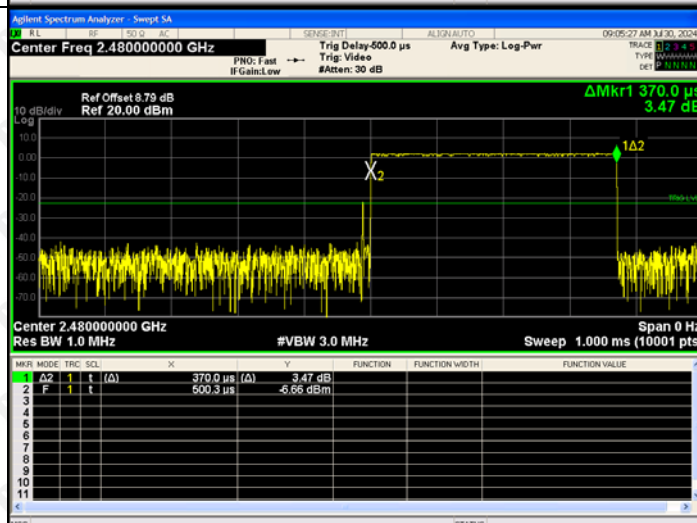 Agilent Spectrum Analyzer - Swept SA
RL RF 50 Ω AC SENSE:INT ALIGNAUTO 09:05:27 AM Jul 30, 2024
Center Freq 2.480000000 GHz
Trig Delay-500.0 µs Avg Type: Log-Pwr TRACE 1 2 3 4 5
PNO: Fast Trig: Video TYPE
IFGain:Low #Atten: 30 dB DET P N N N N
ΔMkr1 370.0 µs
3.47 dB
Ref Offset 8.79 dB
10 dB/div Ref 20.00 dBm
Log
10.0
0.00
-10.0
-20.0
-30.0
-40.0
-50.0
-60.0
-70.0
1Δ2
X2
Center 2.480000000 GHz Span 0 Hz
Res BW 1.0 MHz #VBW 3.0 MHz Sweep 1.000 ms (10001 pts
MKR MODE TRC SCL X Y FUNCTION FUNCTION WIDTH FUNCTION VALUE
1 Δ2 1 t (Δ) 370.0 µs (Δ) 3.47 dB
2 F 1 t 500.3 µs -6.66 dBm
3
4
5
6
7
8
9
10
11